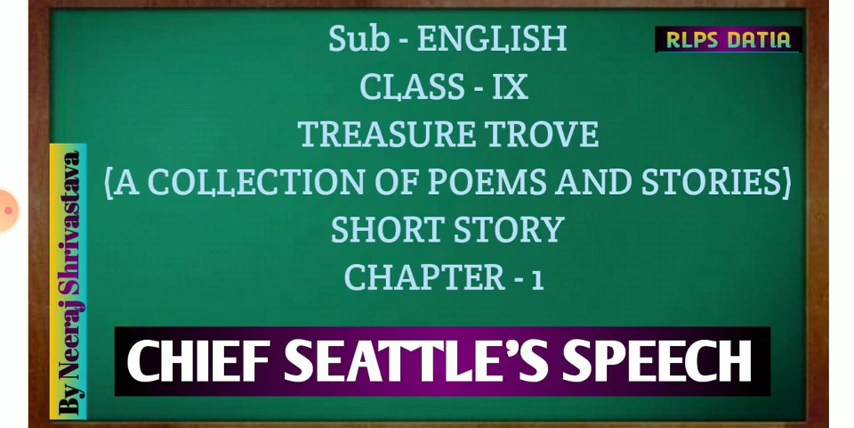 Sub - ENGLISH
RLPS DATIA
CLASS - IX
TREASURE TROVE
(A COLLECTION OF POEMS AND STORIES)
SHORT STORY
CHAPTER - 1
CHIEF SEATTLE'S SPEECH
By Neeraj Shrivastava